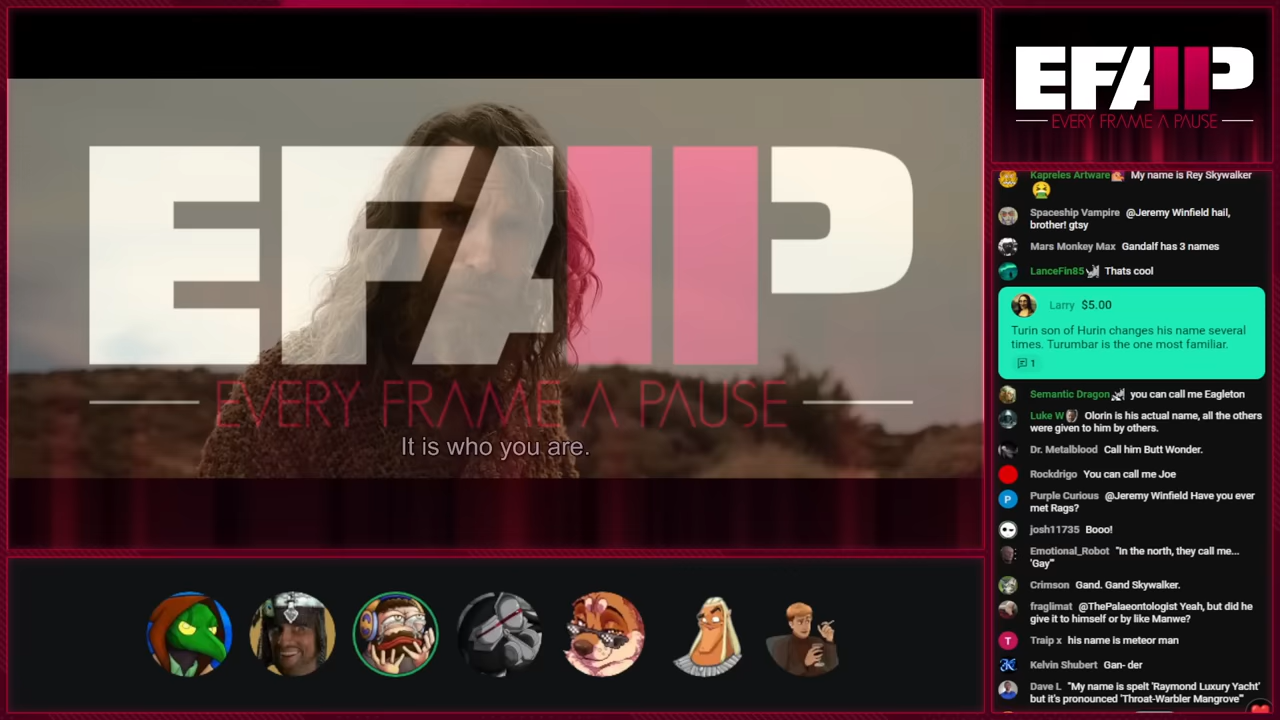 EFAP
EVERY FRAME A PAUSE
It is who you are.
EFAP
EVERY FRAME A PAUSE
Kapreles Artware My name is Rey Skywalker
Spaceship Vampire @Jeremy Winfield hail,
brother! gtsy
Mars Monkey Max Gandalf has 3 names
LanceFin85 Thats cool
Larry $5.00
Turin son of Hurin changes his name several
times. Turumbar is the one most familiar.
1
Semantic Dragon you can call me Eagleton
Luke W Olorin is his actual name, all the others
were given to him by others.
Dr. Metalblood Call him Butt Wonder.
Rockdrigo You can call me Joe
P Purple Curious @Jeremy Winfield Have you ever
met Rags?
josh11735 Booo!
Emotional_Robot "In the north, they call me...
'Gay'"
Crimson Gand. Gand Skywalker.
fraglimat @ThePalaeontologist Yeah, but did he
give it to himself or by like Manwe?
T Traip x his name is meteor man
Kelvin Shubert Gan- der
Dave L "My name is spelt 'Raymond Luxury Yacht'
but it's pronounced 'Throat-Warbler Mangrove'"